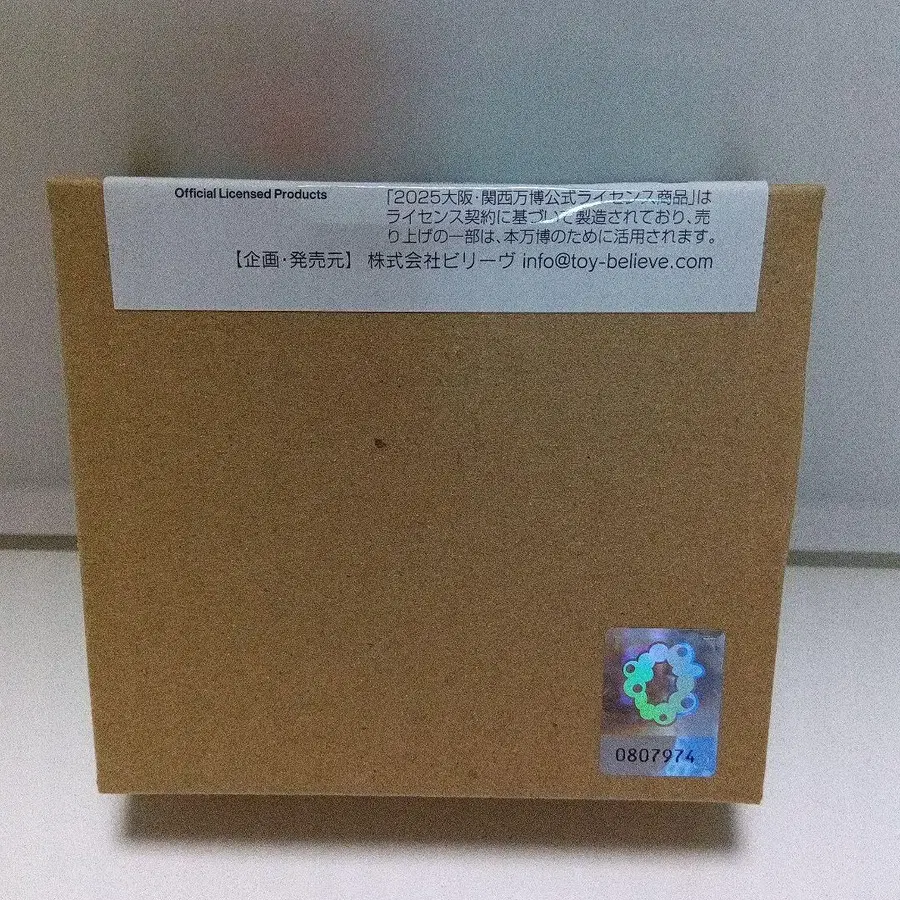 Official Licensed Products
「2025大阪・関西万博公式ライセンス商品」は
ライセンス契約に基づいて製造されており、売
り上げの一部は、本万博のために活用されます。
【企画・発売元】 株式会社ビリーヴ info@toy-believe.com
0807974